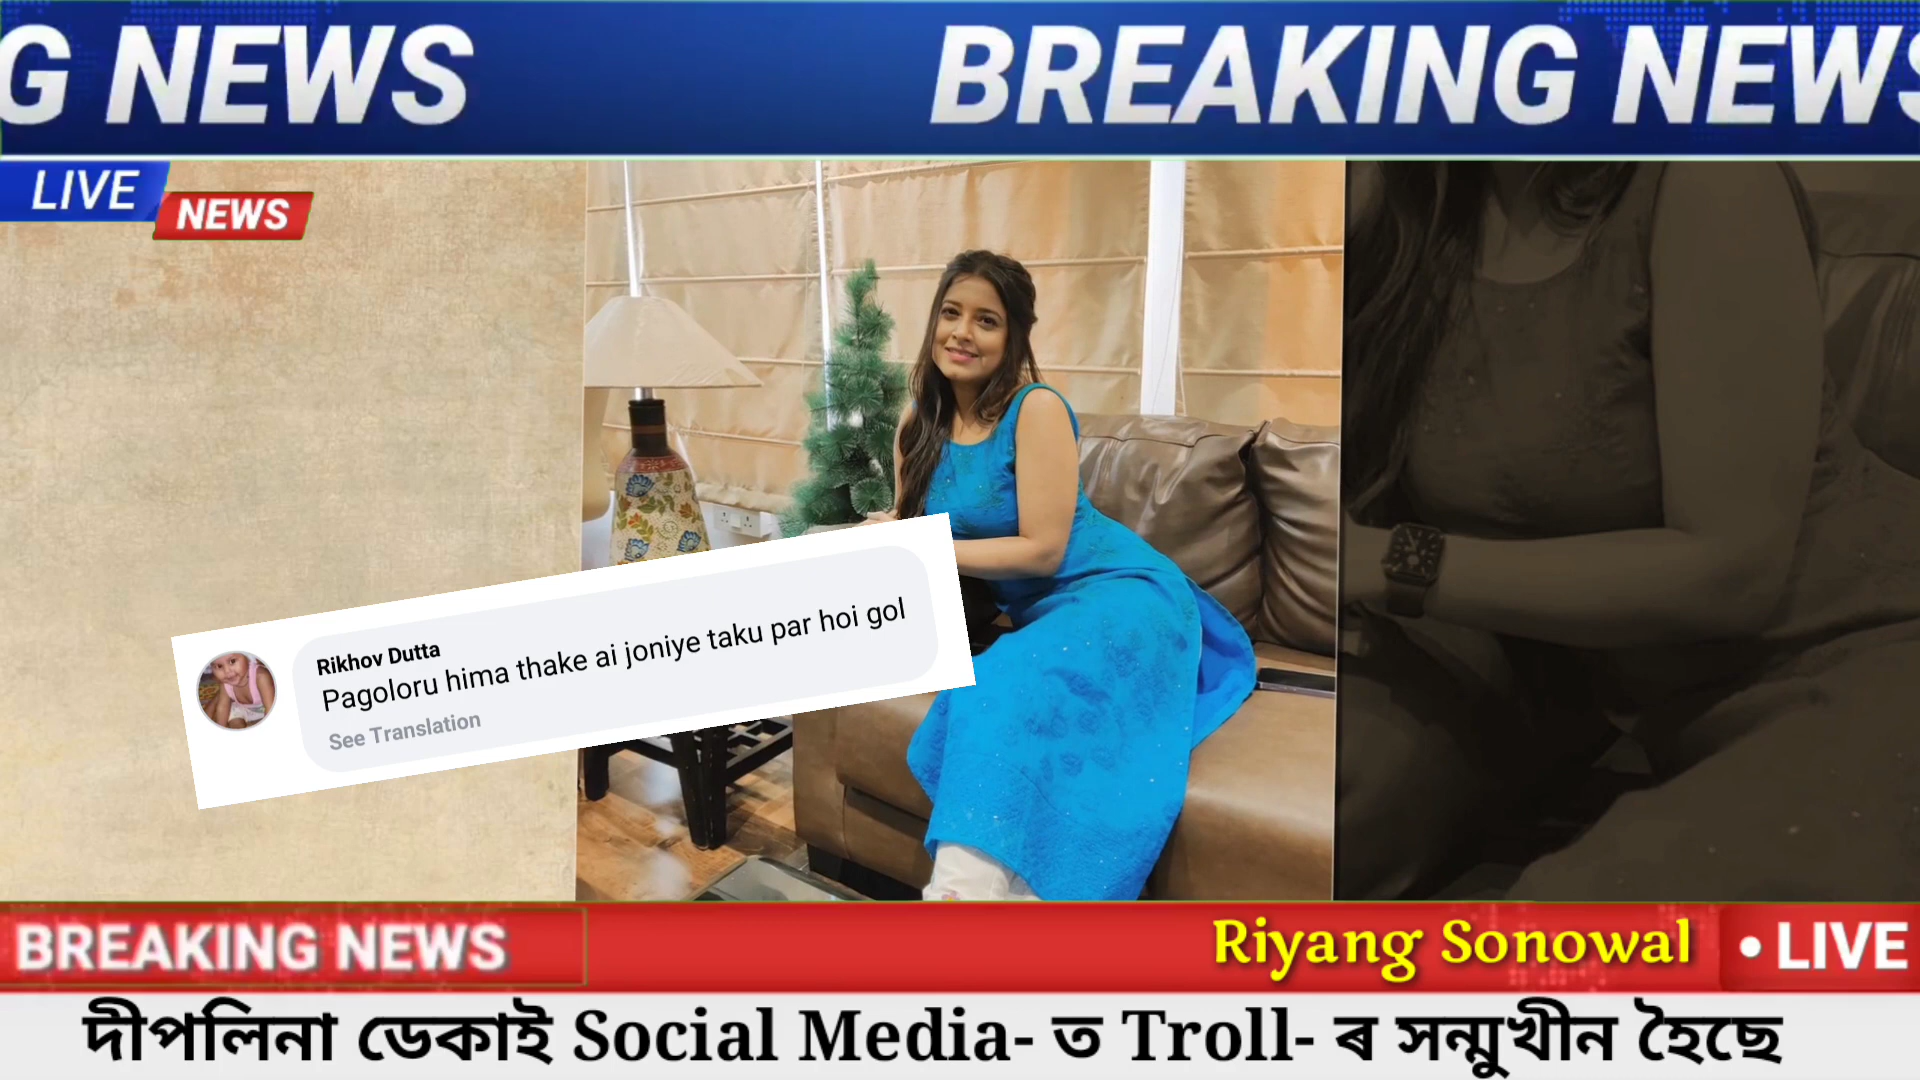 G NEWS
BREAKING NEWS
LIVE
NEWS
Rikhov Dutta
Pagoloru hima thake ai joniye taku par hoi gol
See Translation
BREAKING NEWS
Riyang Sonowal
• LIVE
দীপলিনা ডেকাই Social Media- ত Troll- ৰ সন্মুখীন হৈছে